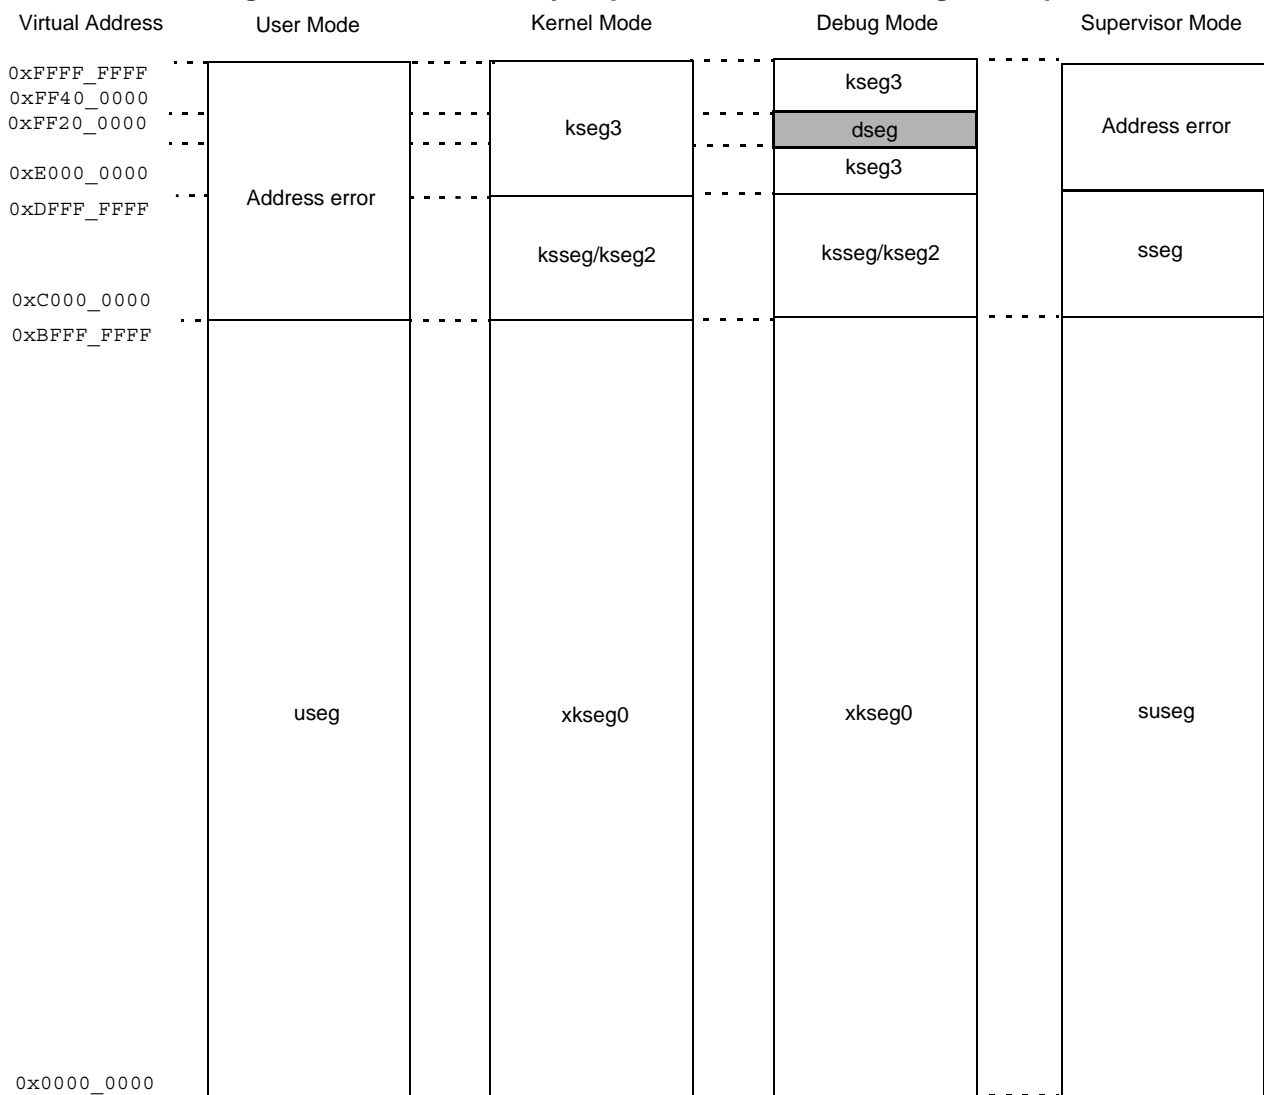 Virtual Address User Mode Kernel Mode Debug Mode Supervisor Mode
0xFFFF_FFFF
kseg3
0xFF40_0000
0xFF20_0000
kseg3
dseg
Address error
kseg3
0xE000_0000
Address error
0xDFFF_FFFF
ksseg/kseg2
ksseg/kseg2
sseg
0xC000_0000
0xBFFF_FFFF
useg
xkseg0
xkseg0
suseg
0x0000_0000